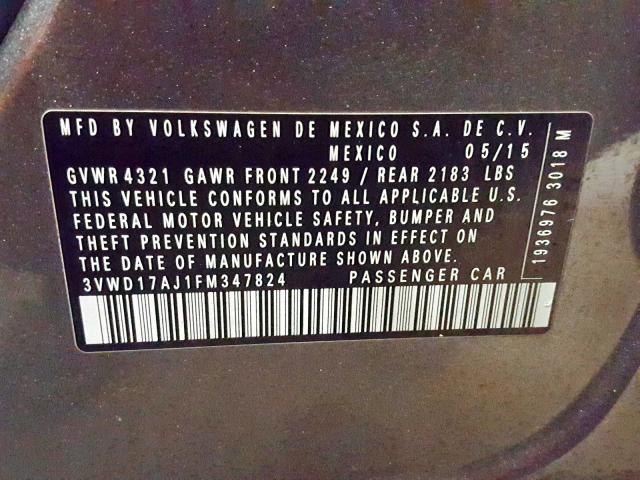 MFD BY VOLKSWAGEN DE MEXICO S.A. DE C.V.
MEXICO 05/15
GVWR 4321 GAWR FRONT 2249 / REAR 2183 LBS
THIS VEHICLE CONFORMS TO ALL APPLICABLE U.S.
FEDERAL MOTOR VEHICLE SAFETY, BUMPER AND
THEFT PREVENTION STANDARDS IN EFFECT ON
THE DATE OF MANUFACTURE SHOWN ABOVE.
3VWD17AJ1FM347824 PASSENGER CAR
1936976 3018 M